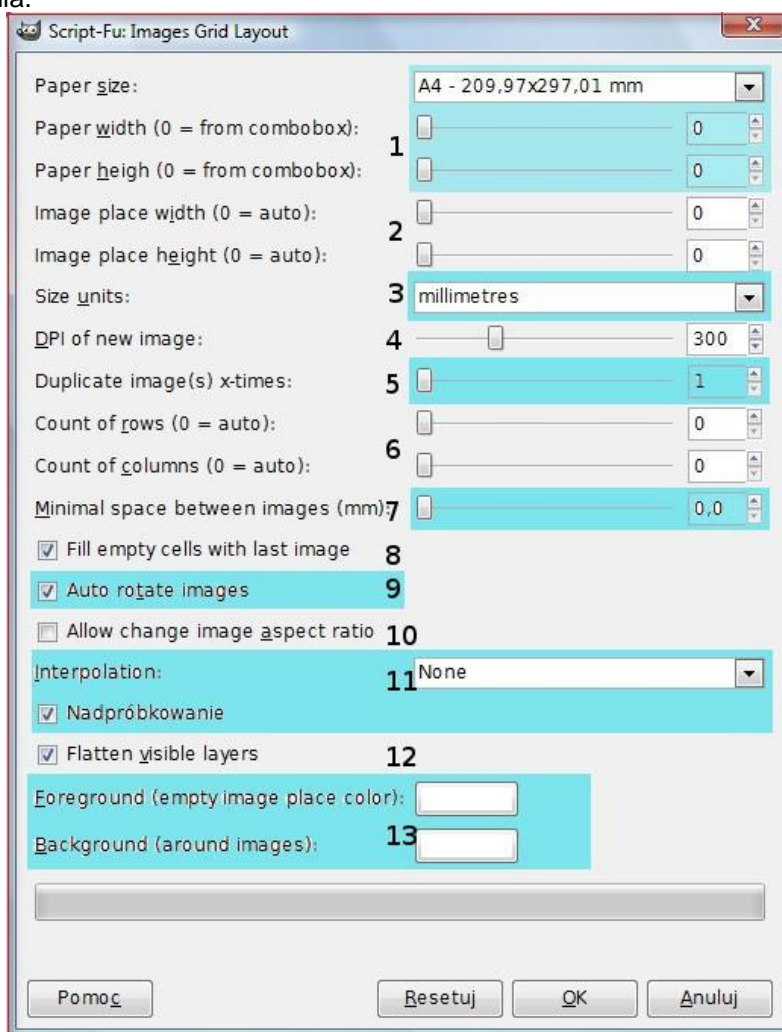 nia.
Script-Fu: Images Grid Layout
Paper size: A4 - 209,97x297,01 mm
Paper width (0 = from combobox): 0
1
Paper heigh (0 = from combobox): 0
Image place width (0 = auto): 0
2
Image place height (0 = auto): 0
Size units: 3 millimetres
DPI of new image: 4 300
Duplicate image(s) x-times: 5 1
Count of rows (0 = auto): 0
6
Count of columns (0 = auto): 0
Minimal space between images (mm): 7 0,0
Fill empty cells with last image 8
Auto rotate images 9
Allow change image aspect ratio 10
Interpolation: 11 None
Nadpróbkowanie
Flatten visible layers 12
Foreground (empty image place color):
13
Background (around images):
Pomoc Resetuj OK Anuluj